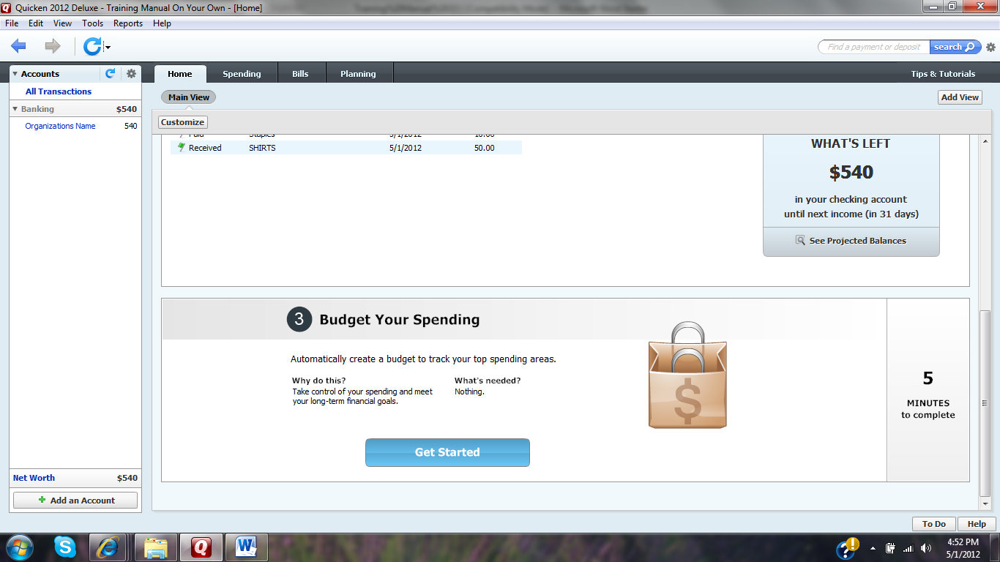 Quicken 2012 Deluxe - Training Manual On Your Own - [Home]
File Edit View Tools Reports Help
Find a payment or deposit
search
Accounts
Home
Spending
Bills
Planning
Tips & Tutorials
All Transactions
Main View
Add View
Banking $540
Customize
Organizations Name 540
Paid Staples 5/1/2012 10.00
Received SHIRTS 5/1/2012 50.00
WHAT'S LEFT
$540
in your checking account
until next income (in 31 days)
See Projected Balances
3 Budget Your Spending
Automatically create a budget to track your top spending areas.
Why do this?
Take control of your spending and meet
your long-term financial goals.
What's needed?
Nothing.
$
Get Started
5
MINUTES
to complete
Net Worth $540
Add an Account
To Do
Help
4:52 PM
5/1/2012